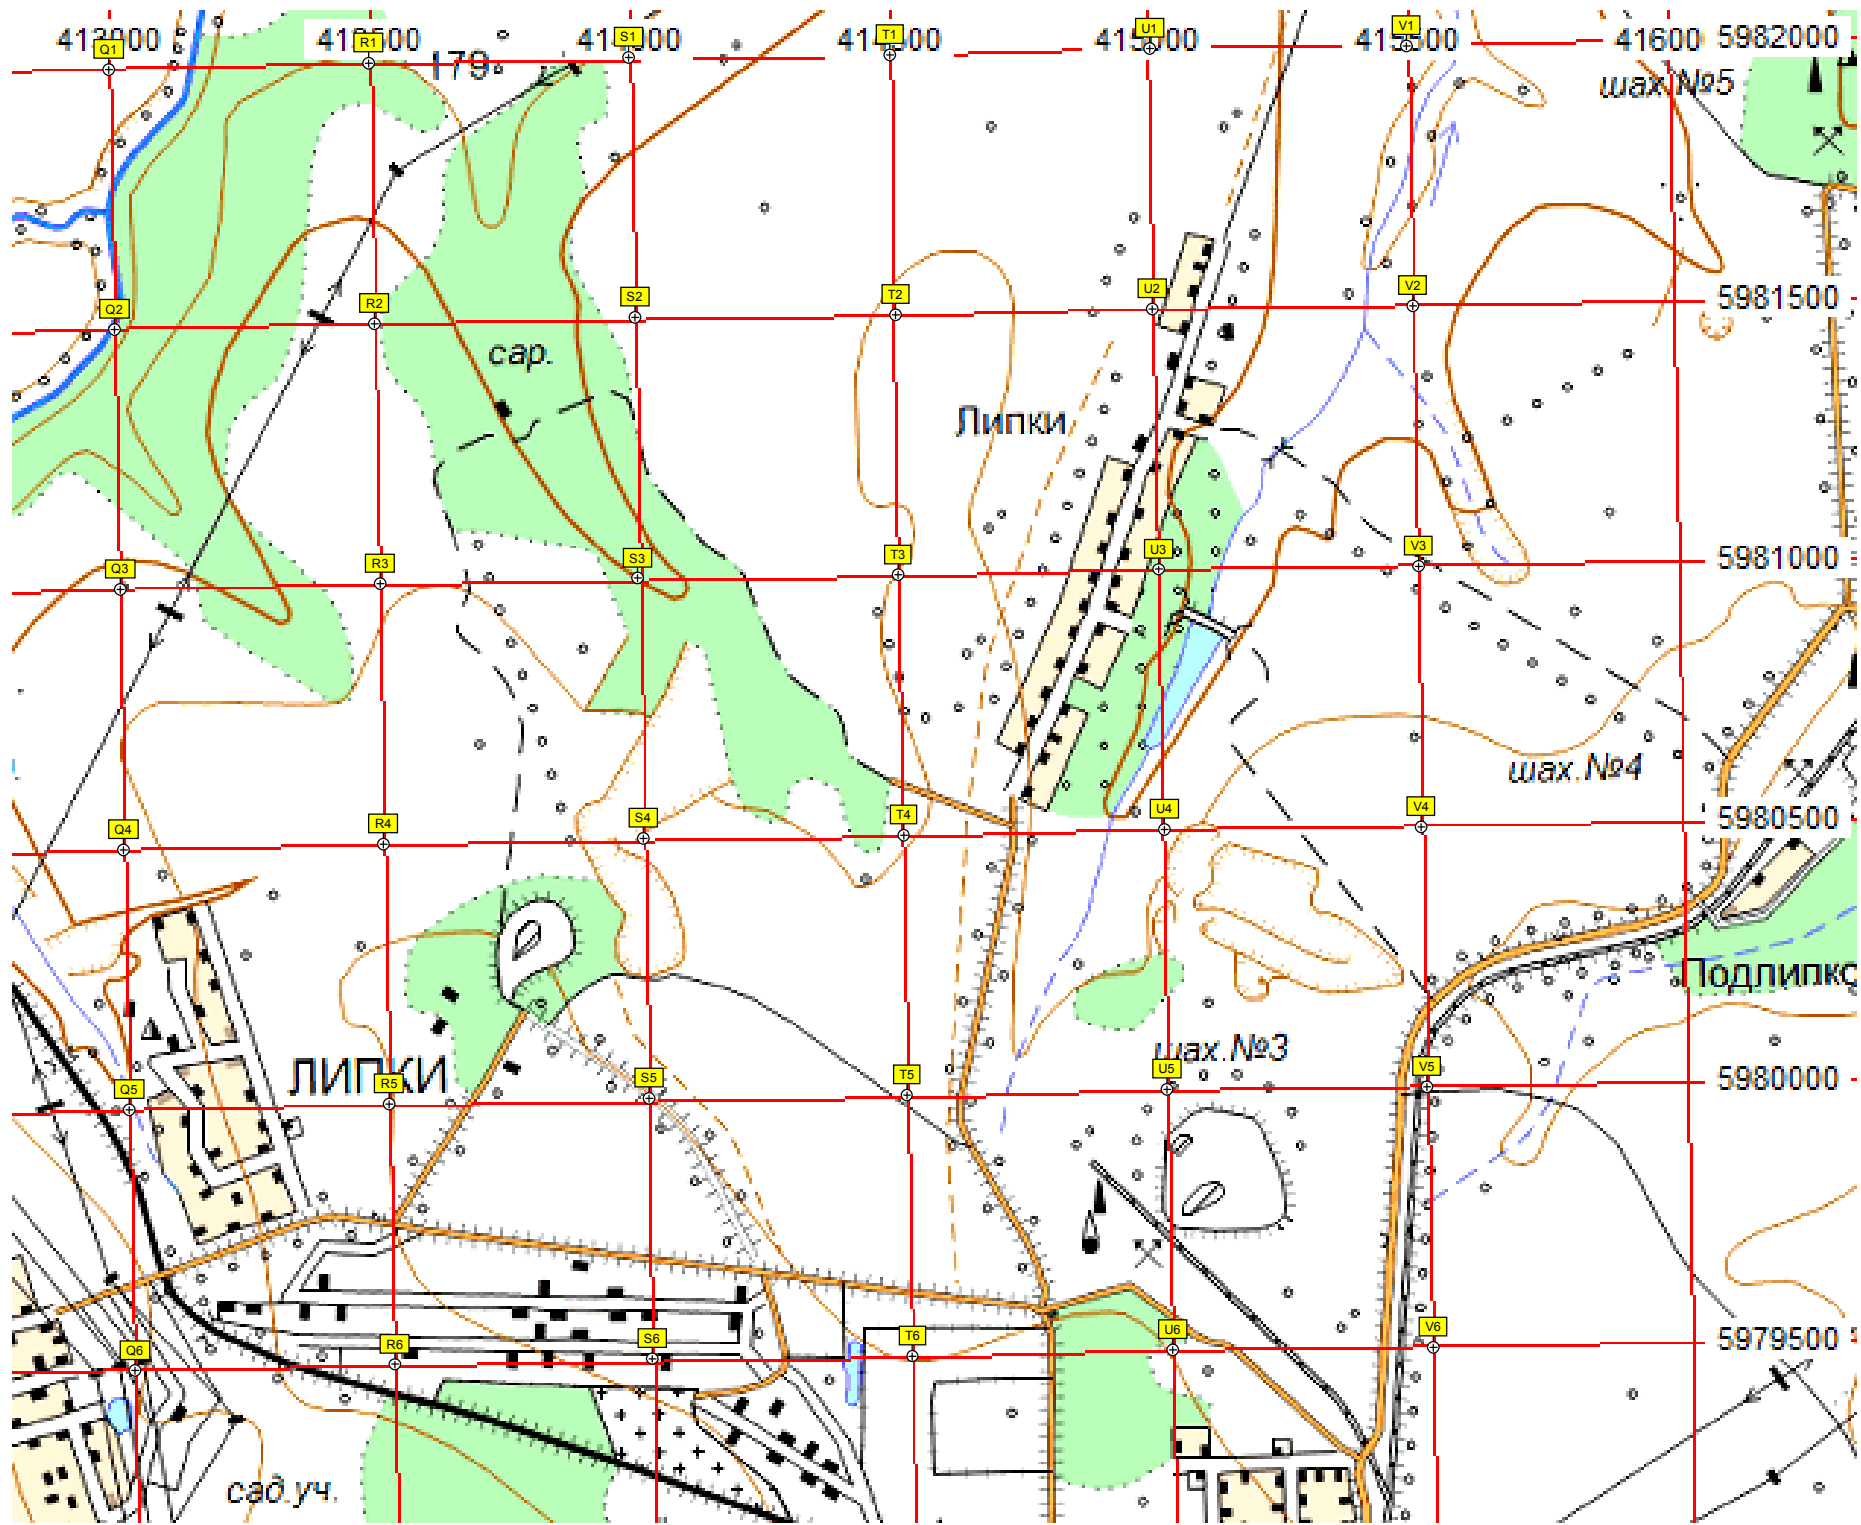 Q1 R1 S1 T1 U1 V1 41600 5982000
179
шах.№5
Q2 R2 S2 T2 U2 V2 5981500
сар.
Липки
Q3 R3 S3 T3 U3 V3 5981000
шах.№4
Q4 R4 S4 T4 U4 V4 5980500
Подлипко
шах.№3
ЛИПКИ
Q5 R5 S5 T5 U5 V5 5980000
Q6 R6 S6 T6 U6 V6 5979500
сад.уч.